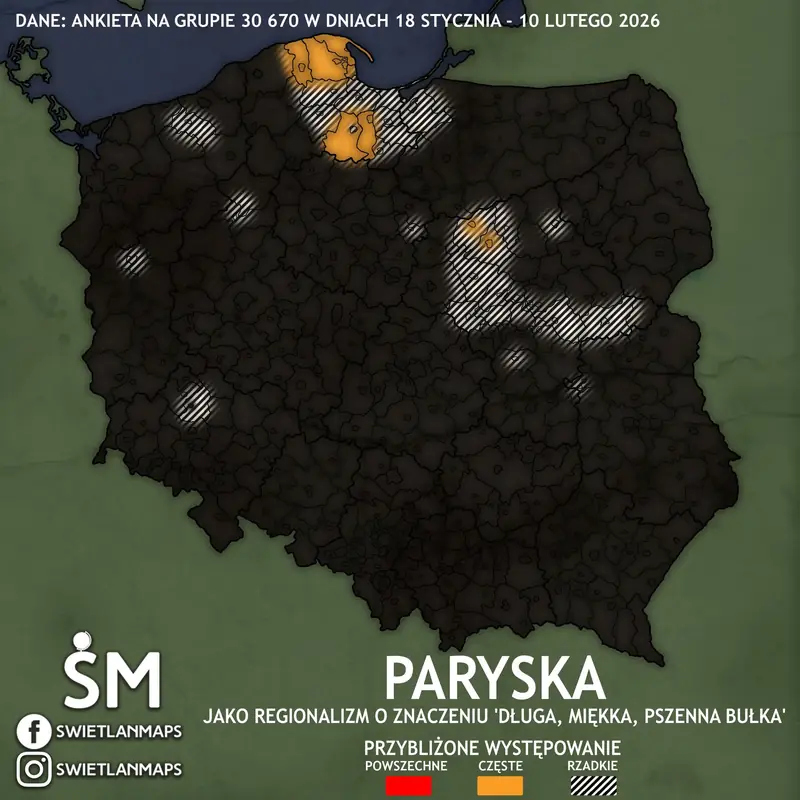 DANE: ANKIETA NA GRUPIE 30 670 W DNIACH 18 STYCZNIA - 10 LUTEGO 2026
ŚM
SWIETLANMAPS
SWIETLANMAPS
PARYSKA
JAKO REGIONALIZM O ZNACZENIU 'DŁUGA, MIĘKKA, PSZENNA BUŁKA'
PRZYBLIŻONE WYSTĘPOWANIE
POWSZECHNE CZĘSTE RZADKIE